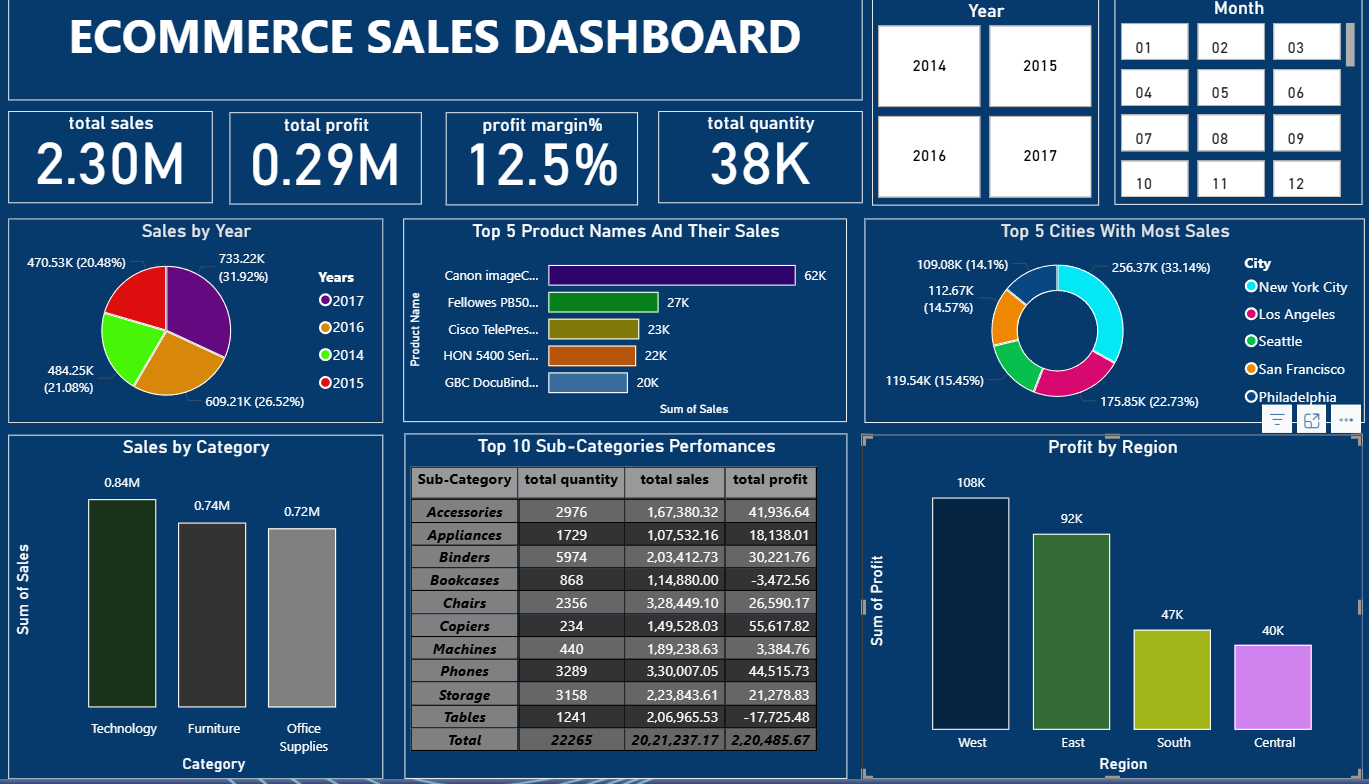 ECOMMERCE SALES DASHBOARD
Year
2014
2015
2016
2017
Month
01
02
03
04
05
06
07
08
09
10
11
12
total sales
2.30M
total profit
0.29M
profit margin%
12.5%
total quantity
38K
Sales by Year
470.53K (20.48%)
733.22K
(31.92%)
484.25K
(21.08%)
609.21K (26.52%)
Years
2017
2016
2014
2015
Top 5 Product Names And Their Sales
Product Name
Canon imageC... 62K
Fellowes PB50... 27K
Cisco TelePres... 23K
HON 5400 Seri... 22K
GBC DocuBind... 20K
Sum of Sales
Top 5 Cities With Most Sales
109.08K (14.1%)
256.37K (33.14%)
112.67K
(14.57%)
119.54K (15.45%)
175.85K (22.73%)
City
New York City
Los Angeles
Seattle
San Francisco
Philadelphia
Sales by Category
Sum of Sales
0.84M
0.74M
0.72M
Technology
Furniture
Office
Supplies
Category
Top 10 Sub-Categories Perfomances
Sub-Category total quantity total sales total profit
Accessories 2976 1,67,380.32 41,936.64
Appliances 1729 1,07,532.16 18,138.01
Binders 5974 2,03,412.73 30,221.76
Bookcases 868 1,14,880.00 -3,472.56
Chairs 2356 3,28,449.10 26,590.17
Copiers 234 1,49,528.03 55,617.82
Machines 440 1,89,238.63 3,384.76
Phones 3289 3,30,007.05 44,515.73
Storage 3158 2,23,843.61 21,278.83
Tables 1241 2,06,965.53 -17,725.48
Total 22265 20,21,237.17 2,20,485.67
Profit by Region
Sum of Profit
108K
92K
47K
40K
West
East
South
Central
Region